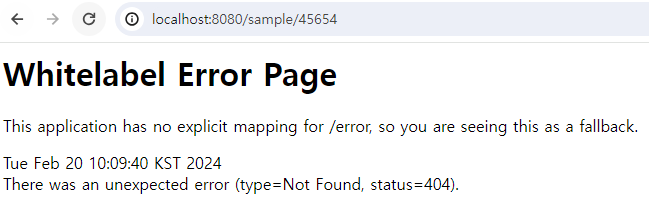 localhost:8080/sample/45654
Whitelabel Error Page
This application has no explicit mapping for /error, so you are seeing this as a fallback.
Tue Feb 20 10:09:40 KST 2024
There was an unexpected error (type=Not Found, status=404).